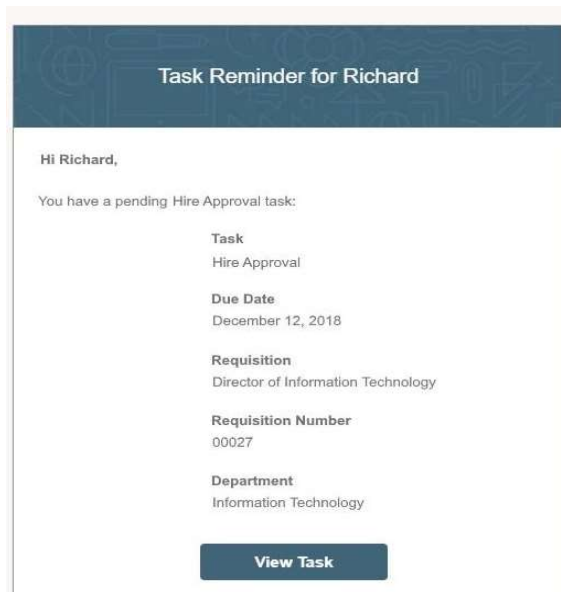 Task Reminder for Richard
Hi Richard,
You have a pending Hire Approval task:
Task
Hire Approval
Due Date
December 12, 2018
Requisition
Director of Information Technology
Requisition Number
00027
Department
Information Technology
View Task